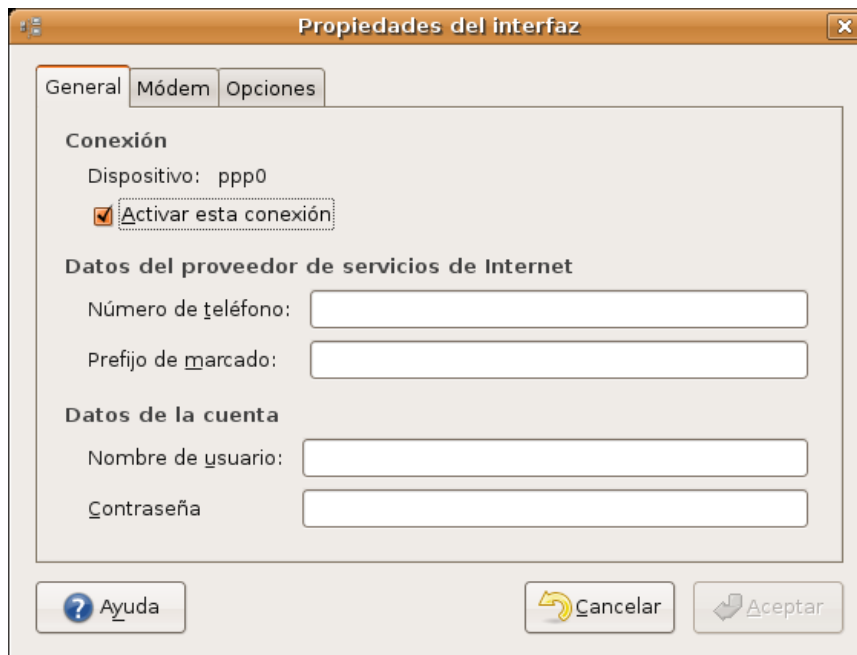 Propiedades del interfaz
General Módem Opciones
Conexión
Dispositivo: ppp0
Activar esta conexión
Datos del proveedor de servicios de Internet
Número de teléfono:
Prefijo de marcado:
Datos de la cuenta
Nombre de usuario:
Contraseña
Ayuda Cancelar Aceptar